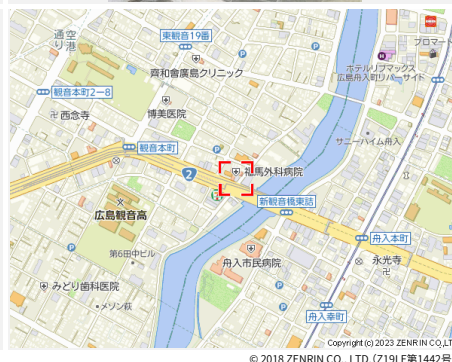 通空
り港
東観音19番
プロマー
ホテルリブマックス
広島舟入町リバーサイド
齊和會廣島クリニック
観音本町2ー8
博美医院
卍西念寺
サニーハイム舟入
観音本町
2
福馬外科病院
広島観音高
新観音橋東詰
舟入本町
第6田中ビル
舟入市民病院
永光寺
卍
みどり歯科医院
メゾン萩
舟入幸町
Copyright (c) 2023 ZENRIN CO.,LT
© 2018 ZENRIN CO., LTD. (Z19LE第1442号